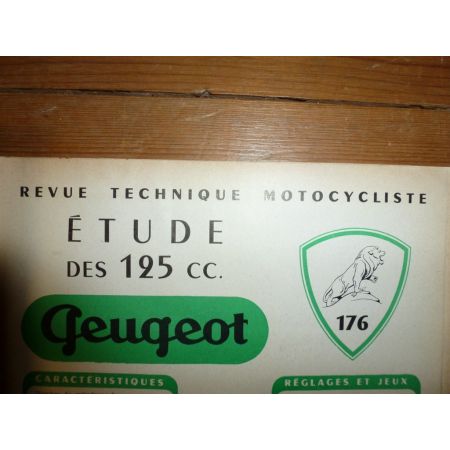 REVUE TECHNIQUE MOTOCYCLISTE
ÉTUDE
DES 125 CC.
Peugeot
176
CARACTÉRISTIQUES
RÉGLAGES ET JEUX